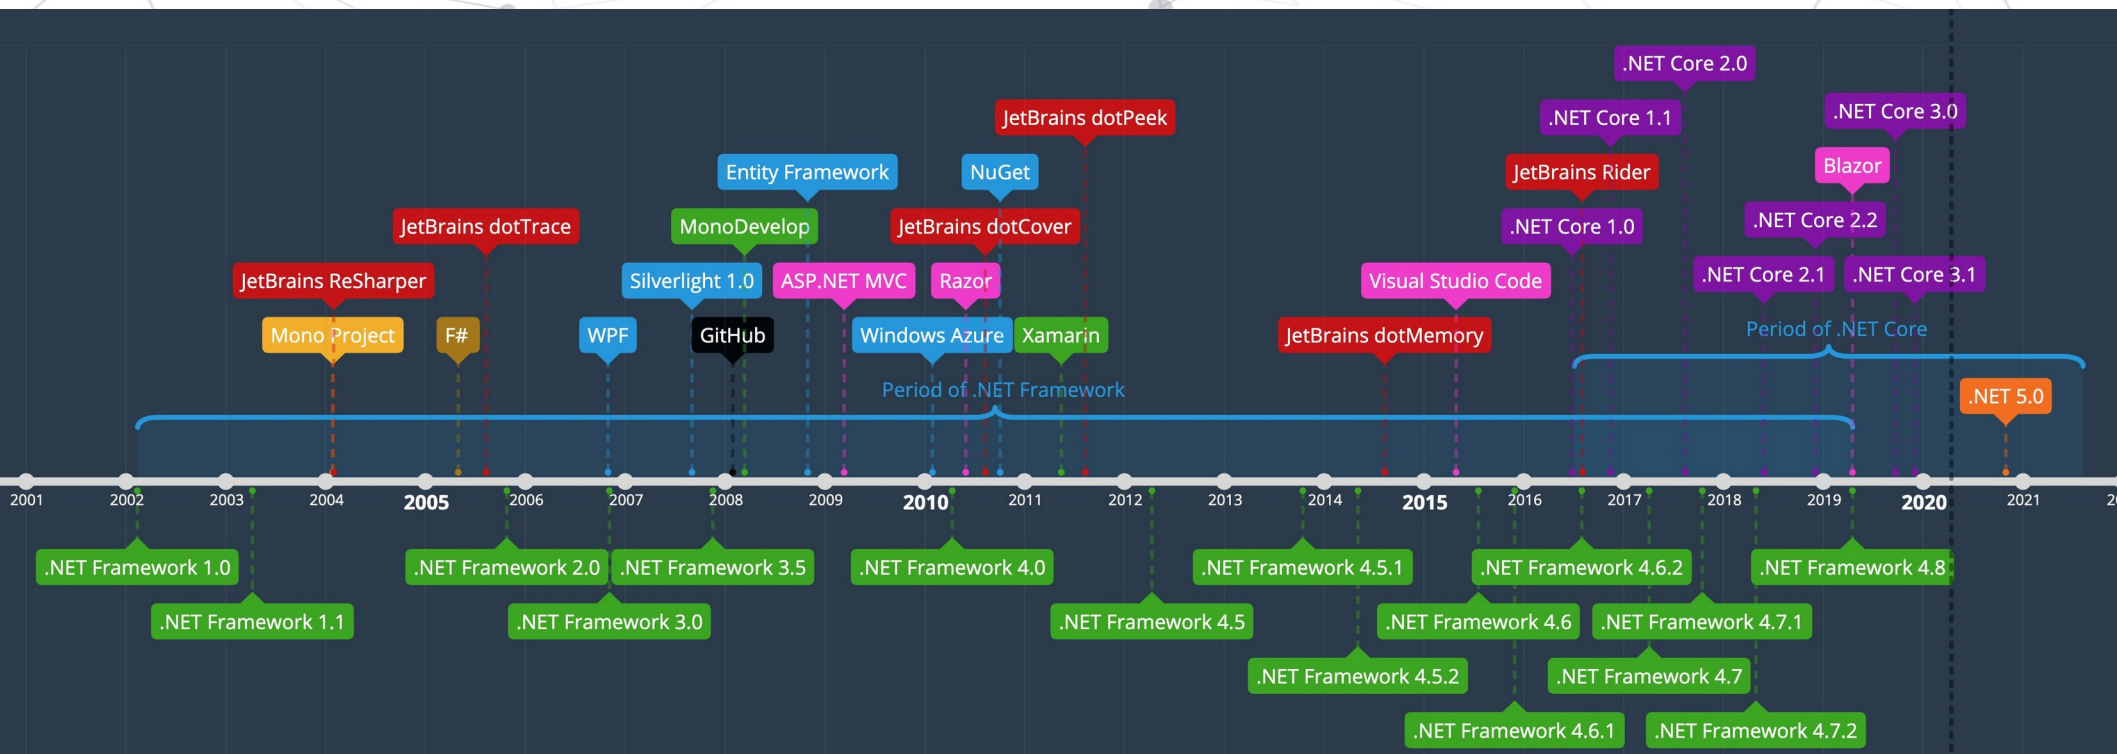 .NET Core 2.0
.NET Core 3.0
JetBrains dotPeek
.NET Core 1.1
Blazor
Entity Framework
NuGet
JetBrains Rider
.NET Core 2.2
JetBrains dotTrace
MonoDevelop
JetBrains dotCover
.NET Core 1.0
.NET Core 2.1
.NET Core 3.1
JetBrains ReSharper
Silverlight 1.0
ASP.NET MVC
Razor
Visual Studio Code
Period of .NET Core
Mono Project
F#
WPF
GitHub
Windows Azure
Xamarin
JetBrains dotMemory
Period of .NET Framework
.NET 5.0
2001 2002 2003 2004 2005 2006 2007 2008 2009 2010 2011 2012 2013 2014 2015 2016 2017 2018 2019 2020 2021
.NET Framework 1.0
.NET Framework 2.0
.NET Framework 3.5
.NET Framework 4.0
.NET Framework 4.5.1
.NET Framework 4.6.2
.NET Framework 4.8
.NET Framework 1.1
.NET Framework 3.0
.NET Framework 4.5
.NET Framework 4.6
.NET Framework 4.7.1
.NET Framework 4.5.2
.NET Framework 4.7
.NET Framework 4.6.1
.NET Framework 4.7.2